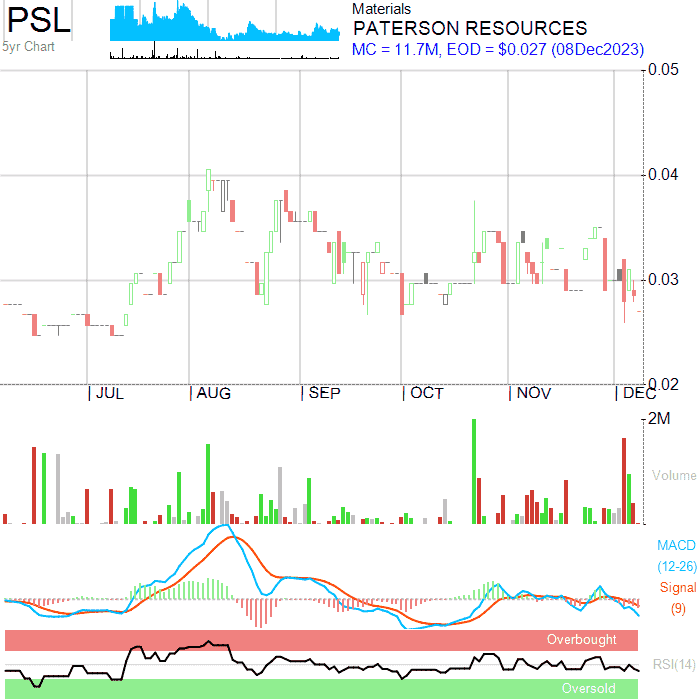 PSL
5yr Chart
Materials
PATERSON RESOURCES
MC = 11.7M, EOD = $0.027 (08Dec2023)
0.05
0.04
0.03
0.02
JUL AUG SEP OCT NOV DEC
2M
Volume
MACD
(12-26)
Signal
(9)
Overbought
RSI(14)
Oversold